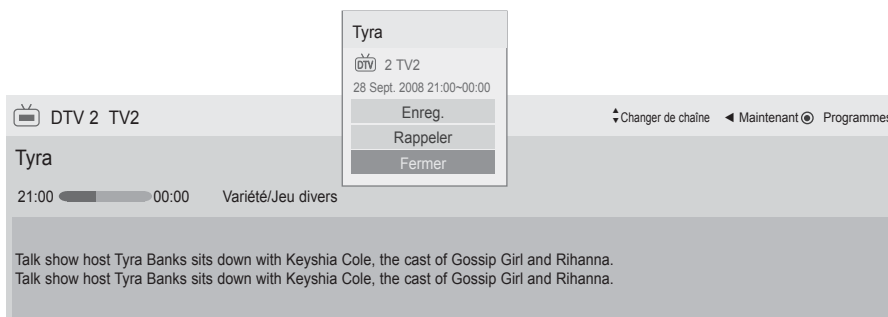 Tyra
DTV 2 TV2
28 Sept. 2008 21:00~00:00
Enreg.
Rappeler
Fermer
DTV 2 TV2
Changer de chaîne Maintenant Programmes
Tyra
21:00 00:00 Variété/Jeu divers
Talk show host Tyra Banks sits down with Keyshia Cole, the cast of Gossip Girl and Rihanna.
Talk show host Tyra Banks sits down with Keyshia Cole, the cast of Gossip Girl and Rihanna.